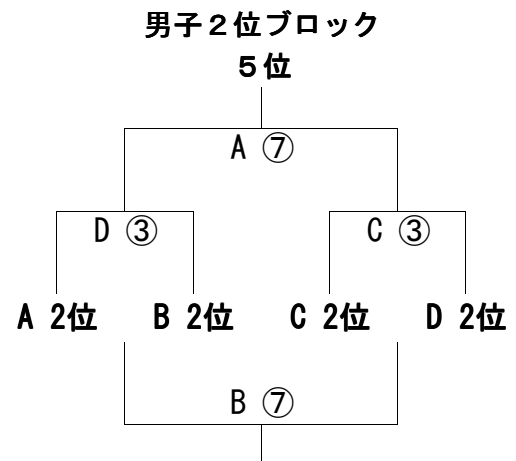 男子２位ブロック
５位
A ⑦
D ③ C ③
A 2位 B 2位 C 2位 D 2位
B ⑦